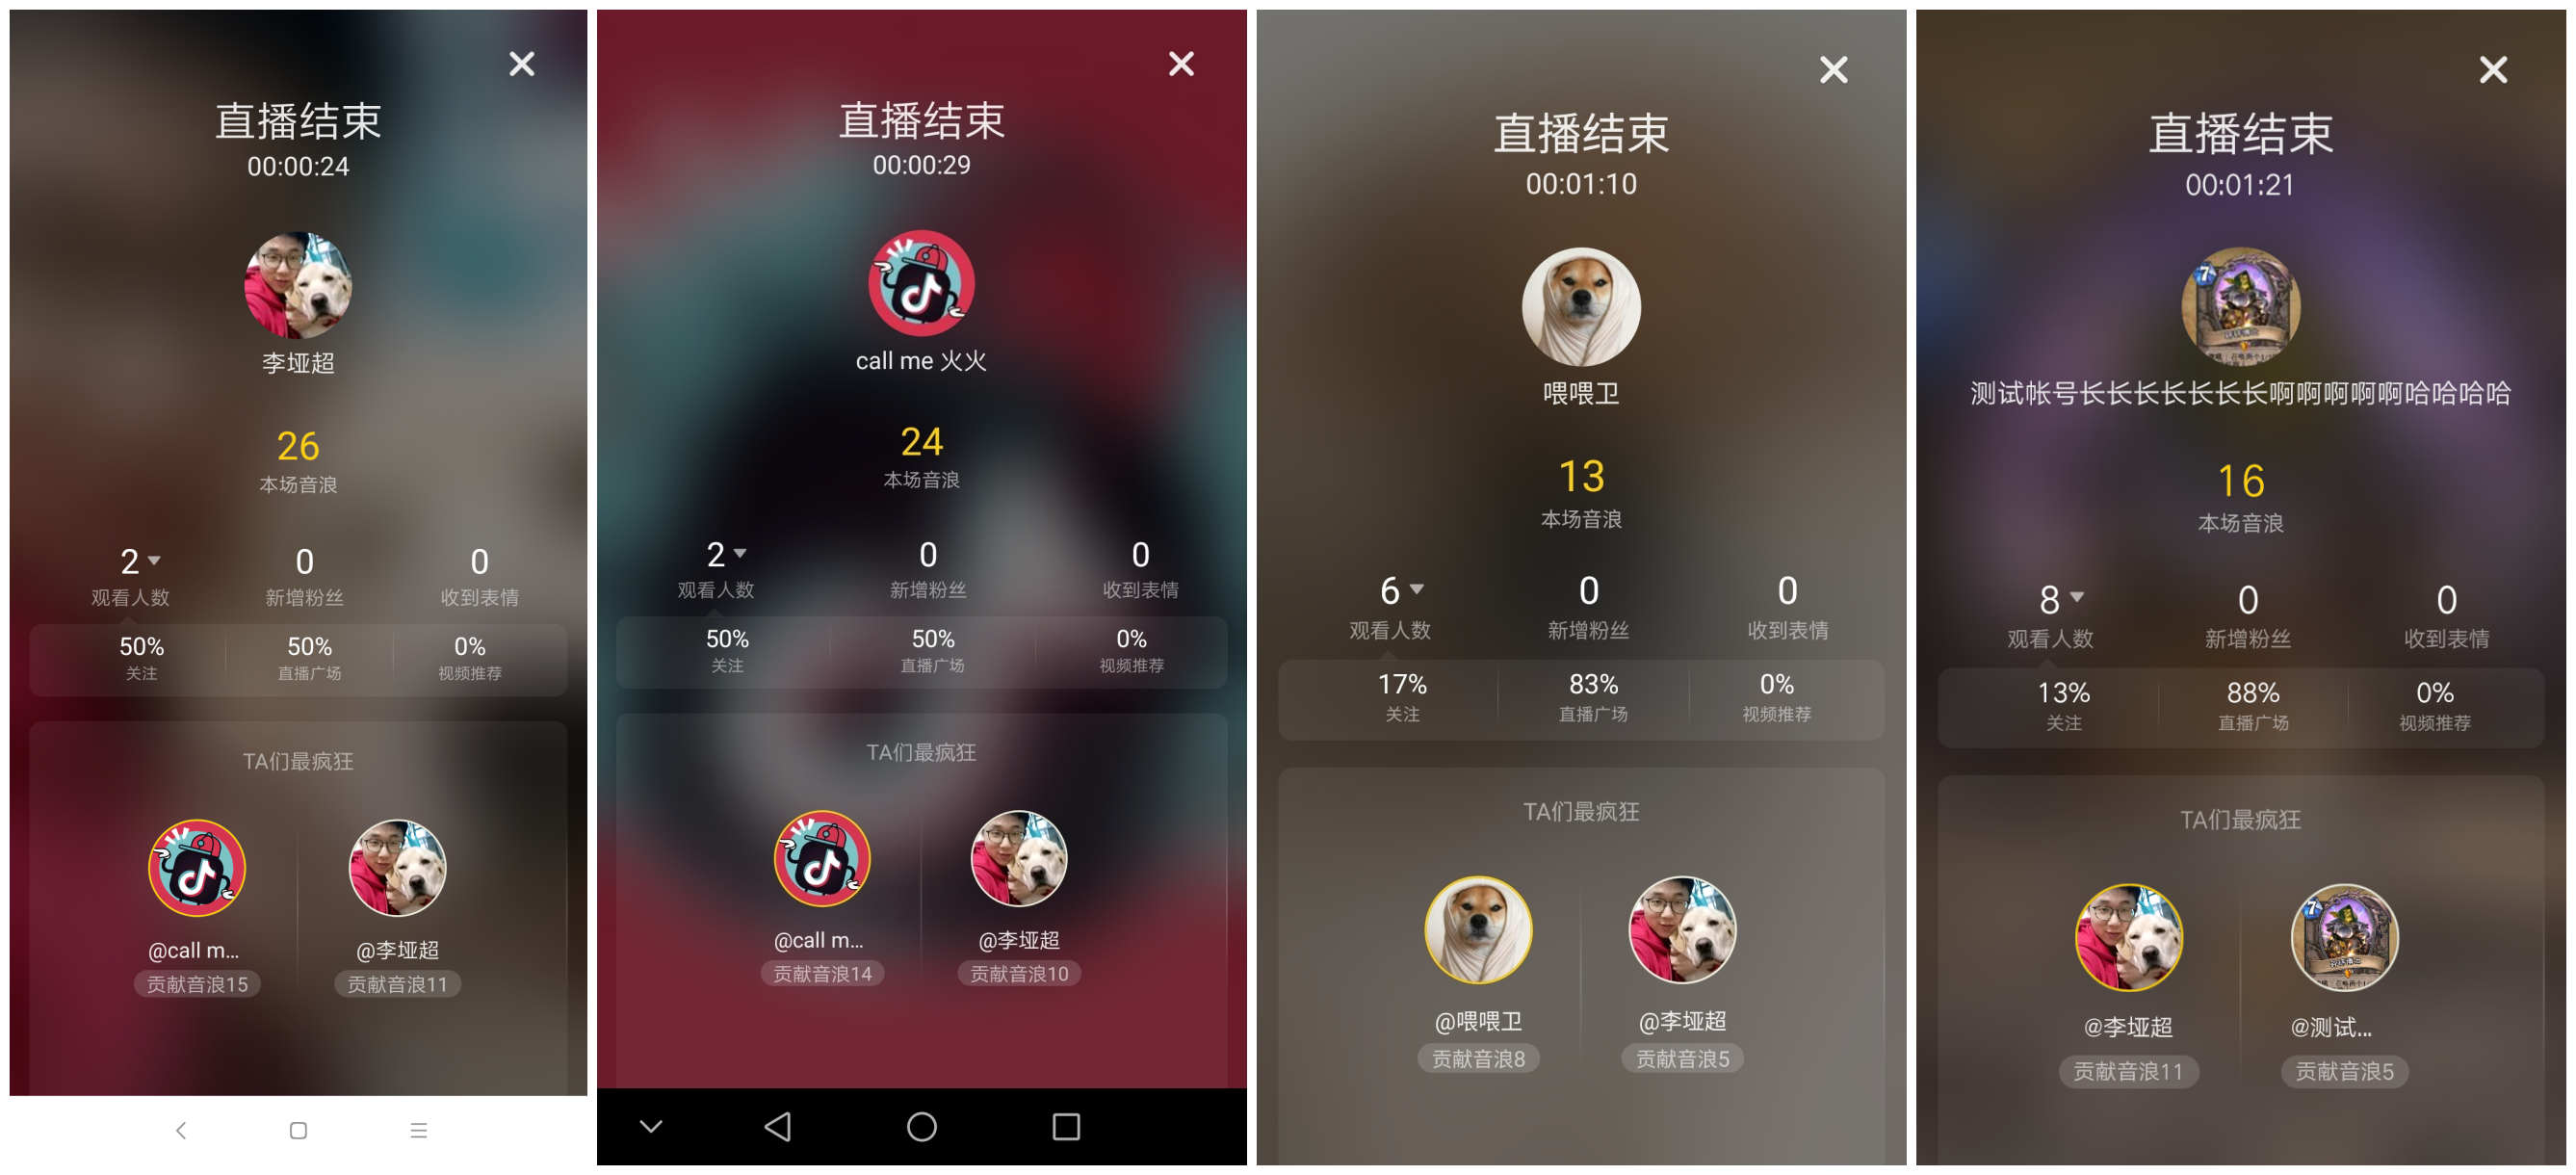 直播结束
00:00:24
李垭超
26
本场音浪
2 0 0
观看人数 新增粉丝 收到表情
50% 50% 0%
关注 直播广场 视频推荐
TA们最疯狂
@call m... @李垭超
贡献音浪15 贡献音浪11
直播结束
00:00:29
call me 火火
24
本场音浪
2 0 0
观看人数 新增粉丝 收到表情
50% 50% 0%
关注 直播广场 视频推荐
TA们最疯狂
@call m... @李垭超
贡献音浪14 贡献音浪10
直播结束
00:01:10
喂喂卫
13
本场音浪
6 0 0
观看人数 新增粉丝 收到表情
17% 83% 0%
关注 直播广场 视频推荐
TA们最疯狂
@喂喂卫 @李垭超
贡献音浪8 贡献音浪5
直播结束
00:01:21
7
测试帐号长长长长长长长啊啊啊啊啊哈哈哈哈
16
本场音浪
8 0 0
观看人数 新增粉丝 收到表情
13% 88% 0%
关注 直播广场 视频推荐
TA们最疯狂
7
@李垭超 @测试...
贡献音浪11 贡献音浪5